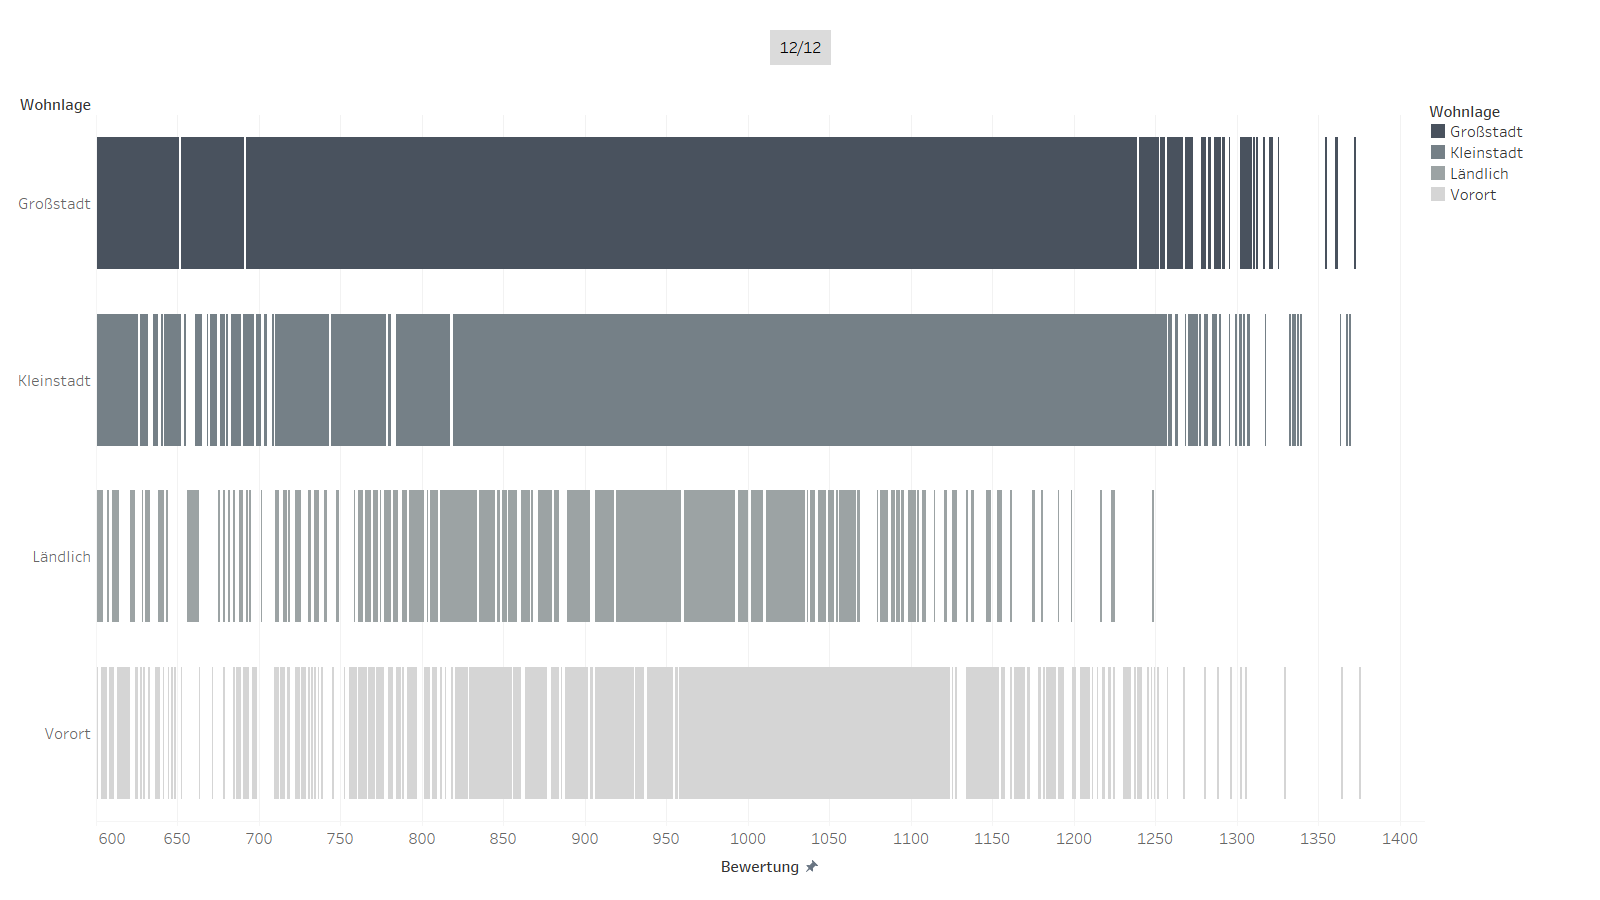 12/12
Wohnlage
Großstadt
Kleinstadt
Ländlich
Vorort
600 650 700 750 800 850 900 950 1000 1050 1100 1150 1200 1250 1300 1350 1400
Bewertung
Wohnlage
Großstadt
Kleinstadt
Ländlich
Vorort